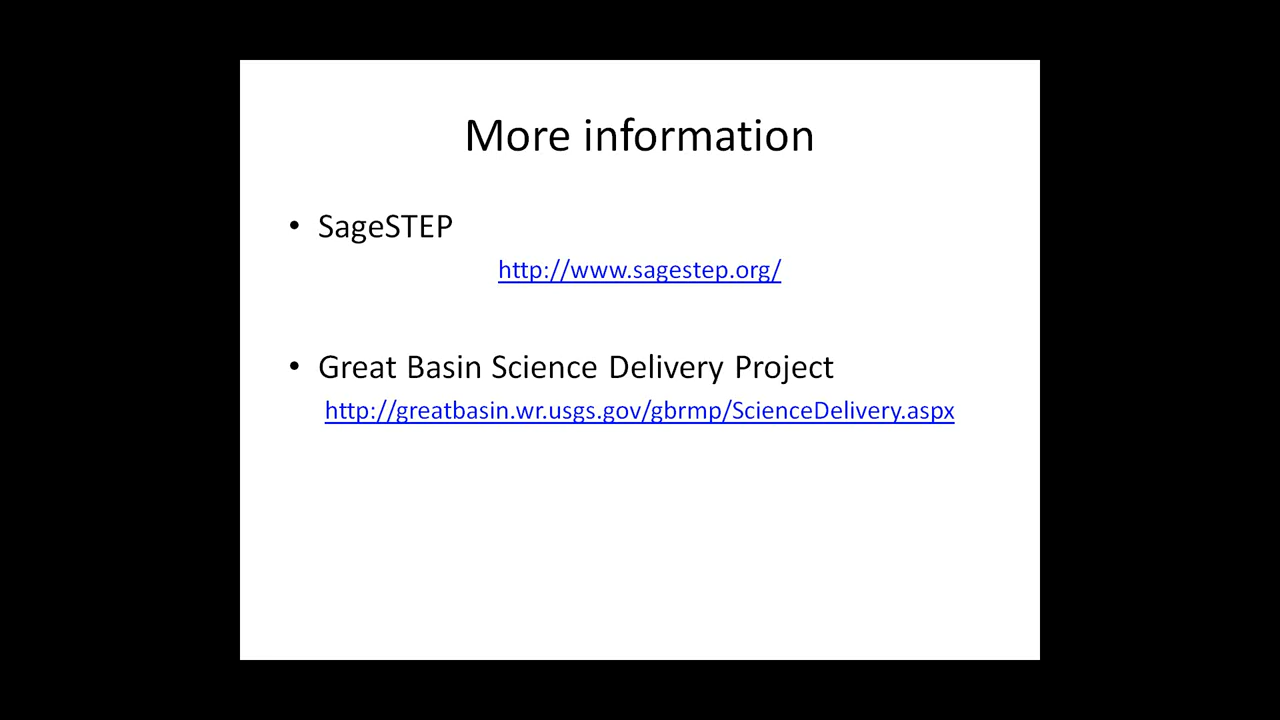 More information
• SageSTEP
http://www.sagestep.org/
• Great Basin Science Delivery Project
http://greatbasin.wr.usgs.gov/gbrmp/ScienceDelivery.aspx